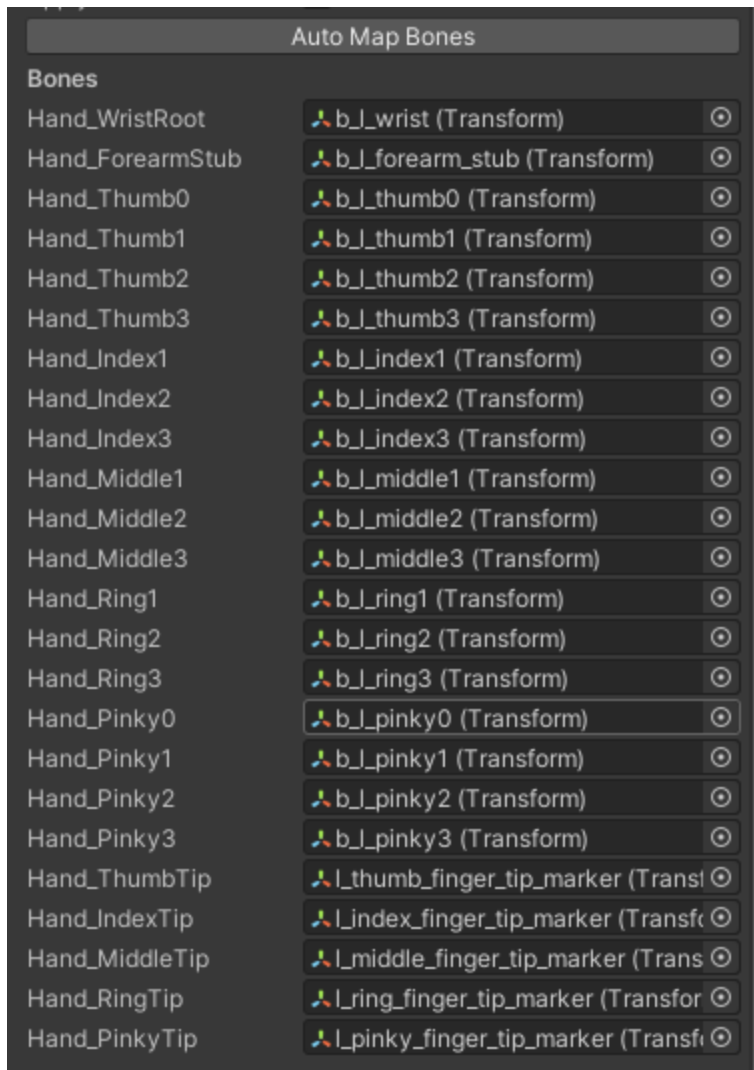 Auto Map Bones
Bones
Hand_WristRoot b_l_wrist (Transform)
Hand_ForearmStub b_l_forearm_stub (Transform)
Hand_Thumb0 b_l_thumb0 (Transform)
Hand_Thumb1 b_l_thumb1 (Transform)
Hand_Thumb2 b_l_thumb2 (Transform)
Hand_Thumb3 b_l_thumb3 (Transform)
Hand_Index1 b_l_index1 (Transform)
Hand_Index2 b_l_index2 (Transform)
Hand_Index3 b_l_index3 (Transform)
Hand_Middle1 b_l_middle1 (Transform)
Hand_Middle2 b_l_middle2 (Transform)
Hand_Middle3 b_l_middle3 (Transform)
Hand_Ring1 b_l_ring1 (Transform)
Hand_Ring2 b_l_ring2 (Transform)
Hand_Ring3 b_l_ring3 (Transform)
Hand_Pinky0 b_l_pinky0 (Transform)
Hand_Pinky1 b_l_pinky1 (Transform)
Hand_Pinky2 b_l_pinky2 (Transform)
Hand_Pinky3 b_l_pinky3 (Transform)
Hand_ThumbTip l_thumb_finger_tip_marker (Transf
Hand_IndexTip l_index_finger_tip_marker (Transfo
Hand_MiddleTip l_middle_finger_tip_marker (Trans
Hand_RingTip l_ring_finger_tip_marker (Transfor
Hand_PinkyTip l_pinky_finger_tip_marker (Transf